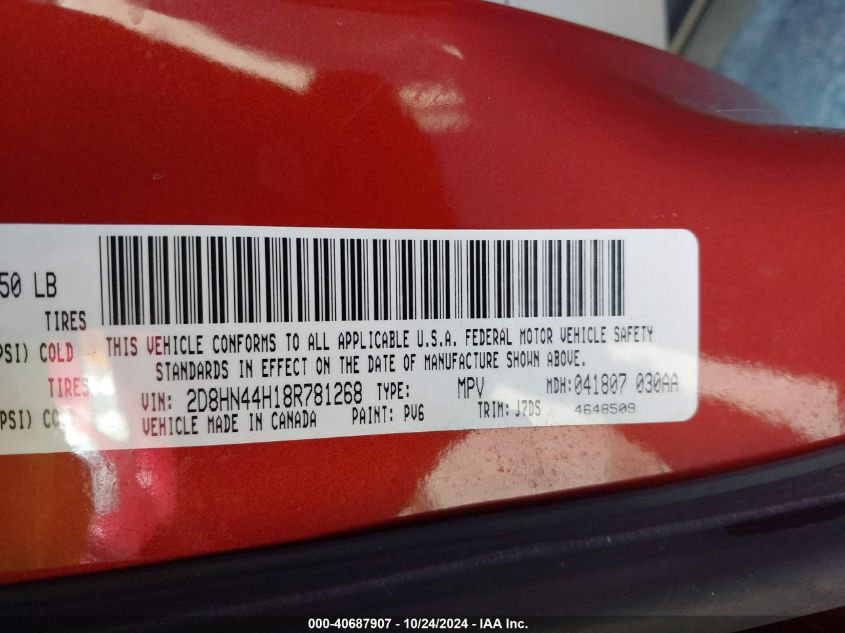 50 LB
TIRES
PSI) COLD
TIRES
PSI)
THIS VEHICLE CONFORMS TO ALL APPLICABLE U.S.A. FEDERAL MOTOR VEHICLE SAFETY
STANDARDS IN EFFECT ON THE DATE OF MANUFACTURE SHOWN ABOVE.
VIN: 2D8HN44H18R781268 TYPE: MPV MDH: 041807 030AA
VEHICLE MADE IN CANADA PAINT: PV6 TRIM: J7DS 4648509
000-40687907 - 10/24/2024 - IAA Inc.